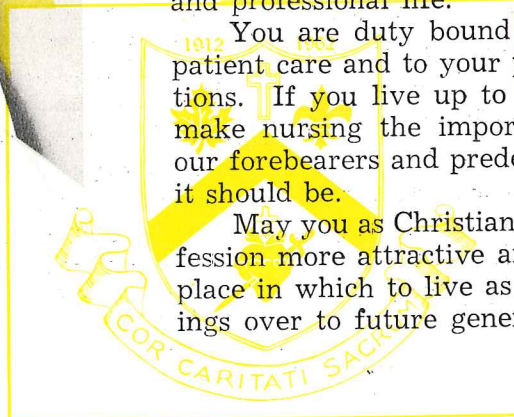 and professional life.
1912 1962
You are duty bound
patient care and to your
tions. If you live up to
make nursing the impor
our forebearers and prede
it should be.
May you as Christian
fession more attractive a
place in which to live as
ings over to future gene
COR CARITATI SACRUM